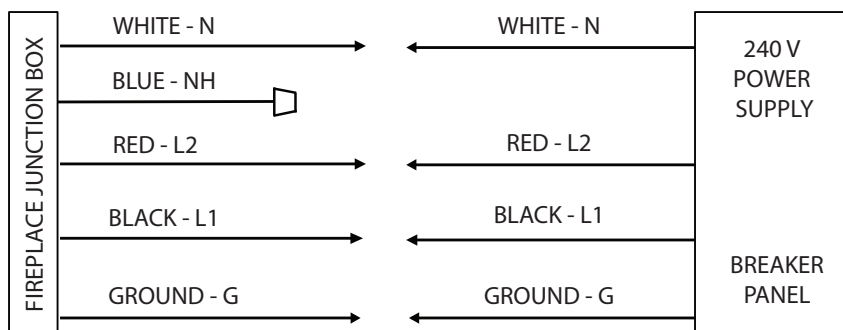 FIREPLACE JUNCTION BOX
WHITE - N
BLUE - NH
RED - L2
BLACK - L1
GROUND - G
WHITE - N
RED - L2
BLACK - L1
GROUND - G
240 V
POWER
SUPPLY
BREAKER
PANEL